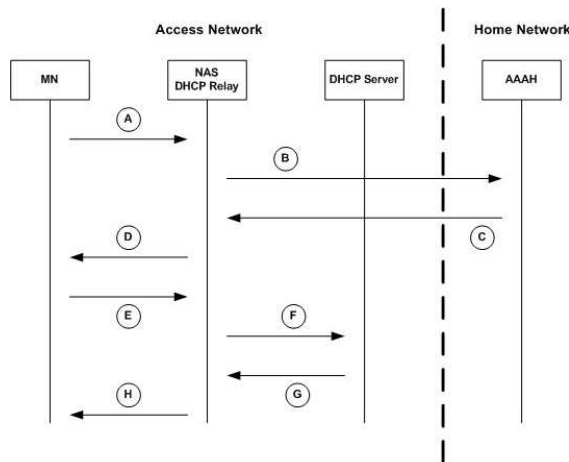 Access Network
Home Network
MN
NAS
DHCP Relay
DHCP Server
AAAH
A
B
C
D
E
F
G
H